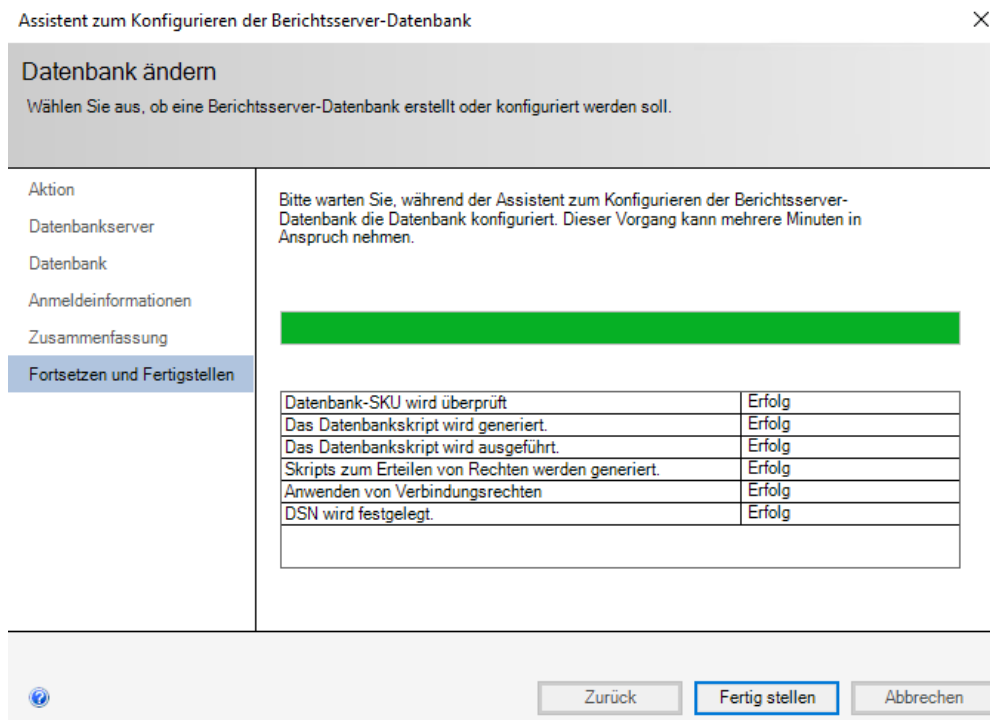 Assistent zum Konfigurieren der Berichtsserver-Datenbank
Datenbank ändern
Wählen Sie aus, ob eine Berichtsserver-Datenbank erstellt oder konfiguriert werden soll.
Aktion
Datenbankserver
Datenbank
Anmeldeinformationen
Zusammenfassung
Fortsetzen und Fertigstellen
Bitte warten Sie, während der Assistent zum Konfigurieren der Berichtsserver-
Datenbank die Datenbank konfiguriert. Dieser Vorgang kann mehrere Minuten in
Anspruch nehmen.
Datenbank-SKU wird überprüft Erfolg
Das Datenbankskript wird generiert. Erfolg
Das Datenbankskript wird ausgeführt. Erfolg
Skripts zum Erteilen von Rechten werden generiert. Erfolg
Anwenden von Verbindungsrechten Erfolg
DSN wird festgelegt. Erfolg
Zurück Fertig stellen Abbrechen